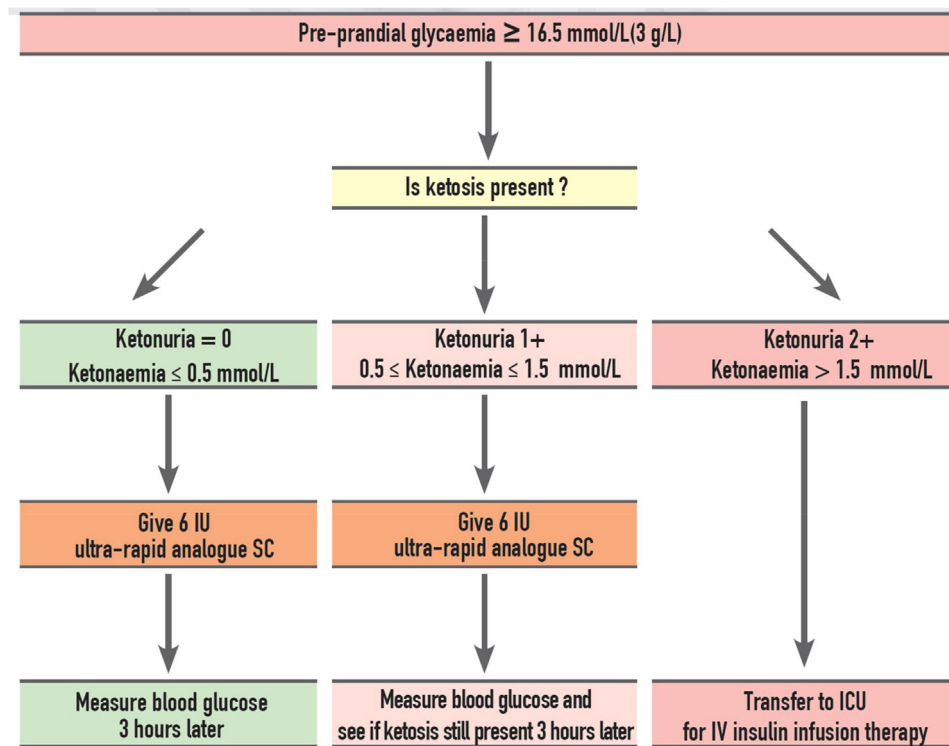 Pre-prandial glycaemia ≥ 16.5 mmol/L(3 g/L)
Is ketosis present ?
Ketonuria = 0
Ketonaemia ≤ 0.5 mmol/L
Ketonuria 1+
0.5 ≤ Ketonaemia ≤ 1.5 mmol/L
Ketonuria 2+
Ketonaemia > 1.5 mmol/L
Give 6 IU
ultra-rapid analogue SC
Give 6 IU
ultra-rapid analogue SC
Measure blood glucose
3 hours later
Measure blood glucose and
see if ketosis still present 3 hours later
Transfer to ICU
for IV insulin infusion therapy